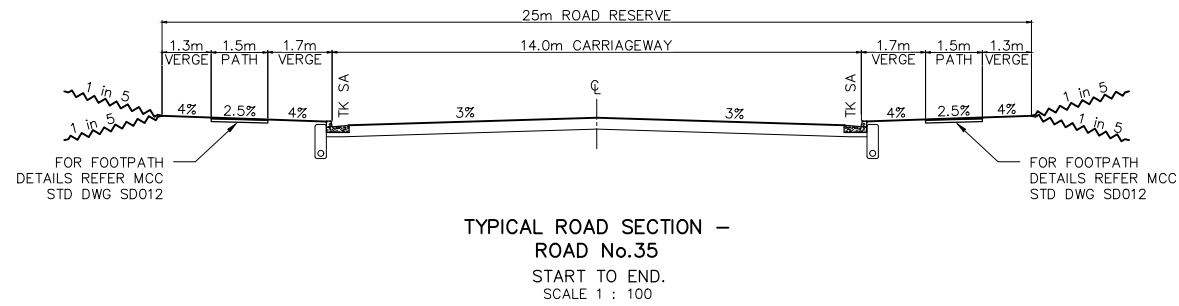 25m ROAD RESERVE
1.3m 1.5m 1.7m 14.0m CARRIAGEWAY 1.7m 1.5m 1.3m
VERGE PATH VERGE VERGE PATH VERGE
TK SA
TK SA
℄
1 in 5
1 in 5
4% 2.5% 4% 3% 3% 4% 2.5% 4%
1 in 5
1 in 5
FOR FOOTPATH
DETAILS REFER MCC
STD DWG SD012
FOR FOOTPATH
DETAILS REFER MCC
STD DWG SD012
TYPICAL ROAD SECTION –
ROAD No.35
START TO END.
SCALE 1 : 100